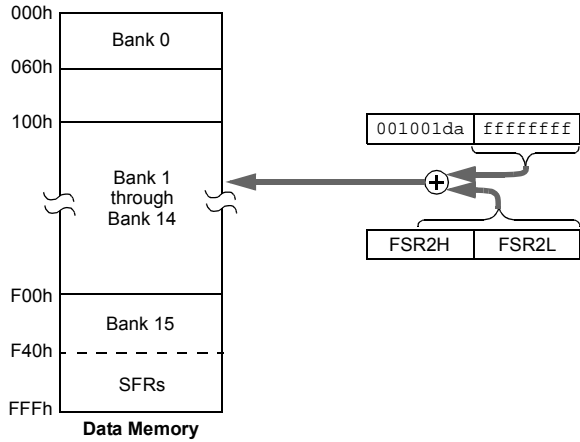 000h
Bank 0
060h
100h
001001da ffffffff
Bank 1
through
Bank 14
FSR2H FSR2L
F00h
Bank 15
F40h
SFRs
FFFh
Data Memory